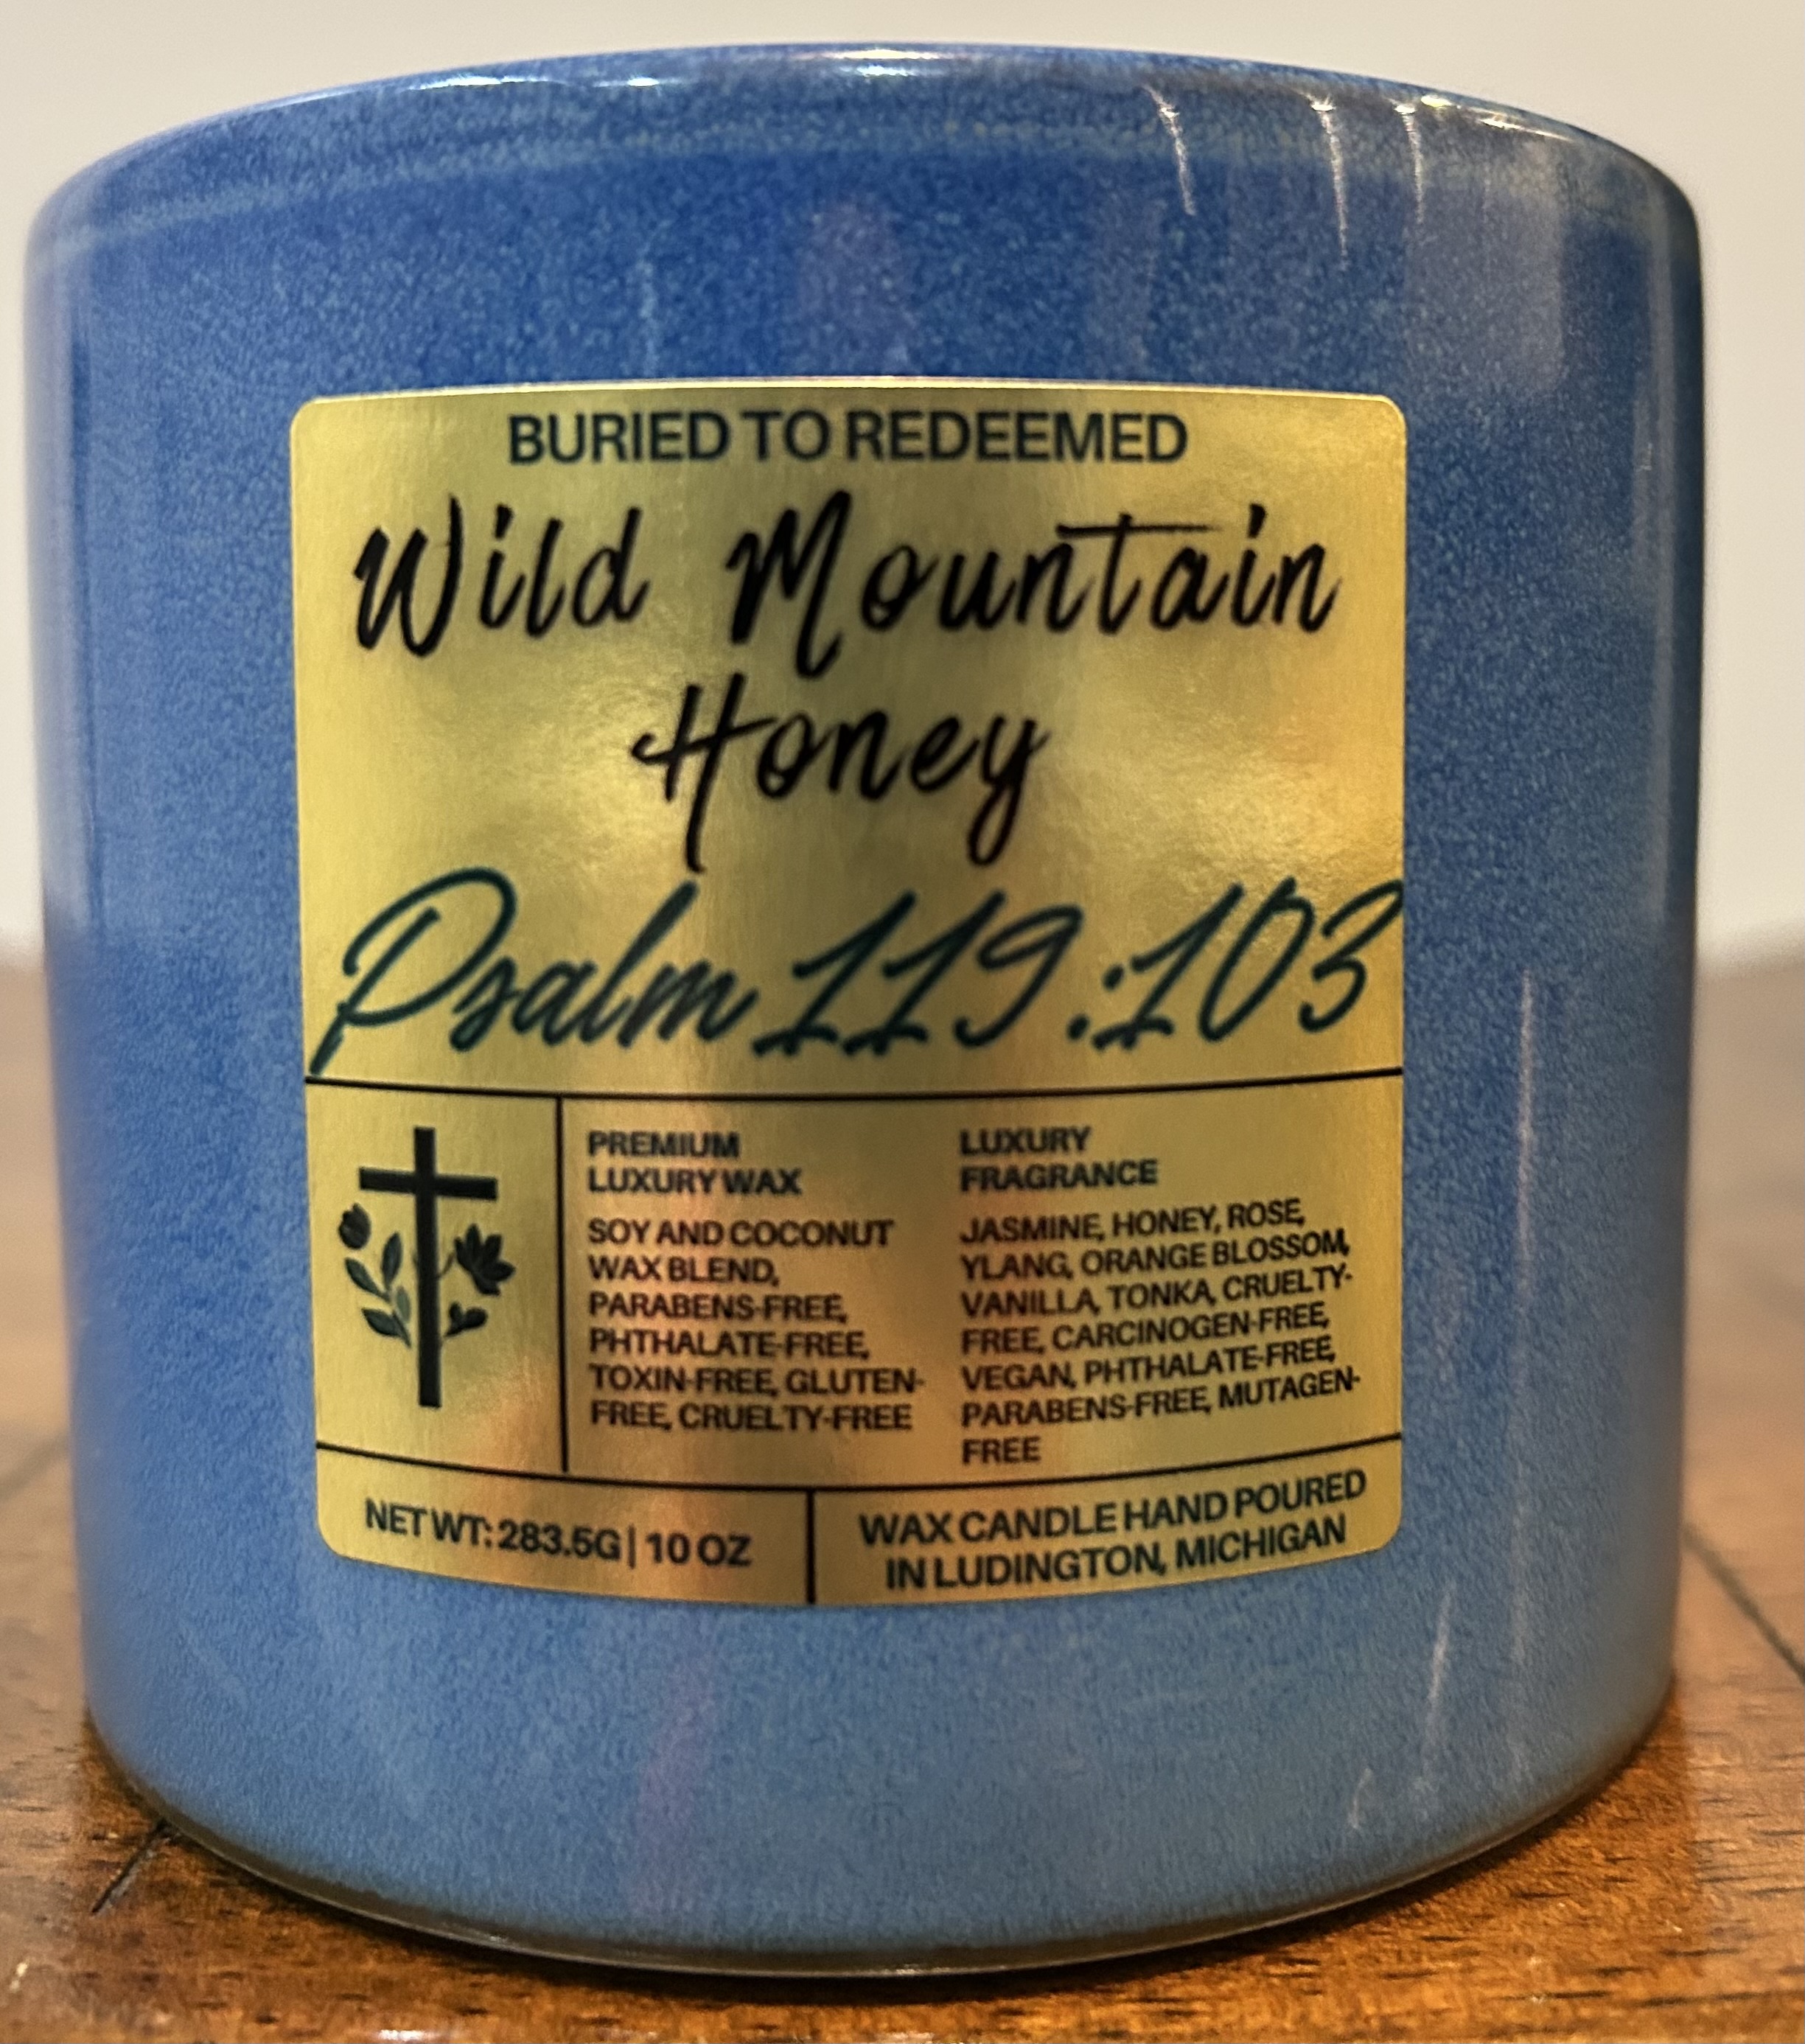 BURIED TO REDEEMED
Wild Mountain
Honey
Psalm 119:103
PREMIUM
LUXURY WAX
SOY AND COCONUT
WAX BLEND,
PARABENS-FREE,
PHTHALATE-FREE,
TOXIN-FREE, GLUTEN-
FREE, CRUELTY-FREE
LUXURY
FRAGRANCE
JASMINE, HONEY, ROSE,
YLANG, ORANGE BLOSSOM,
VANILLA, TONKA, CRUELTY-
FREE, CARCINOGEN-FREE,
VEGAN, PHTHALATE-FREE,
PARABENS-FREE, MUTAGEN-
FREE
NET WT: 283.5G | 10 OZ
WAX CANDLE HAND POURED
IN LUDINGTON, MICHIGAN